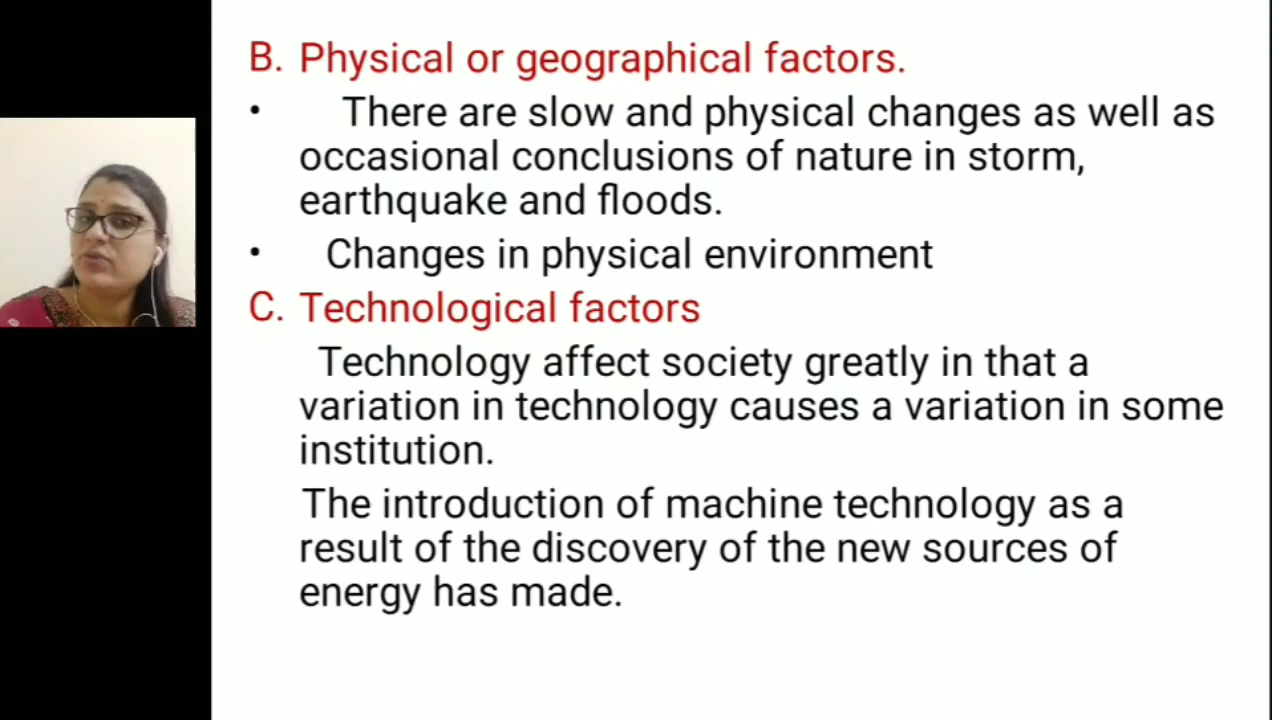 B. Physical or geographical factors.
• There are slow and physical changes as well as
occasional conclusions of nature in storm,
earthquake and floods.
• Changes in physical environment
C. Technological factors
Technology affect society greatly in that a
variation in technology causes a variation in some
institution.
The introduction of machine technology as a
result of the discovery of the new sources of
energy has made.